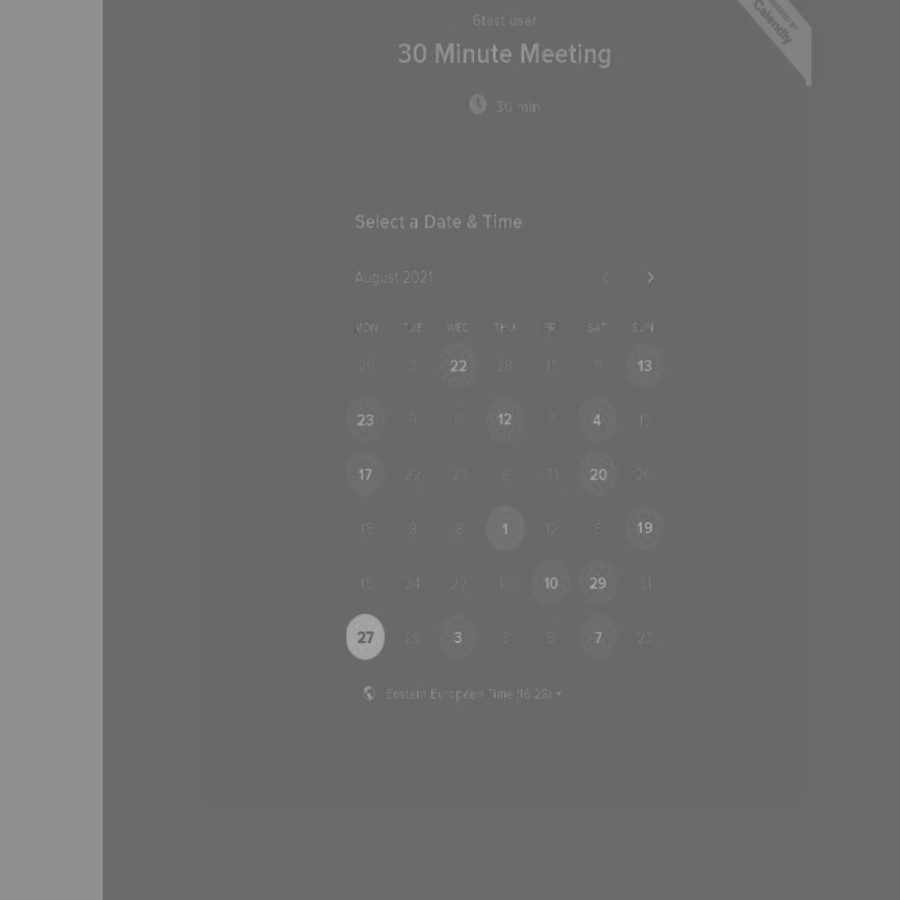 6test user
POWERED BY
Calendly
30 Minute Meeting
30 min
Select a Date & Time
August 2021
MON TUE WED THU FRI SAT SUN
29 3 22 28 15 9 13
23 9 6 12 7 4 19
17 22 23 8 31 20 26
15 8 8 1 12 6 19
15 24 22 13 10 29 31
27 29 3 3 6 7 23
Eastern European Time (16:28)